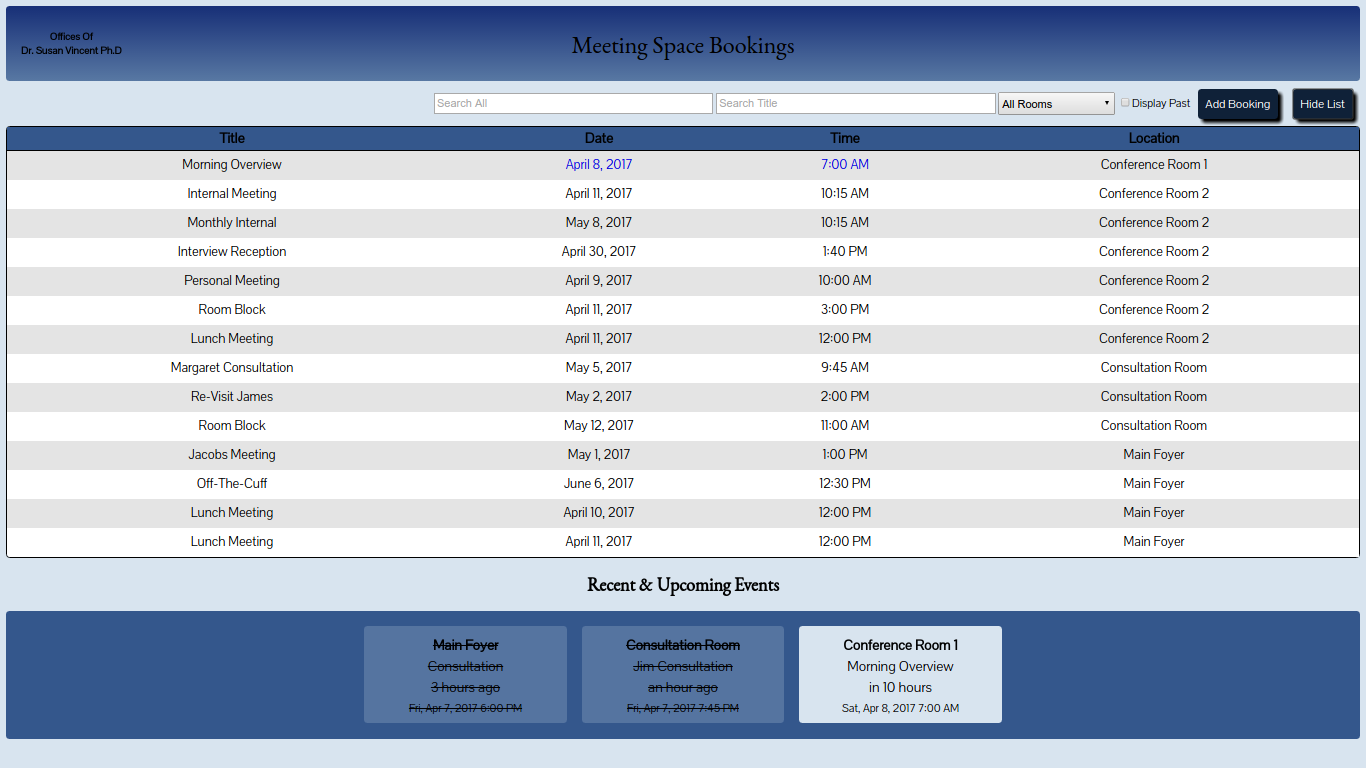 Offices Of
Dr. Susan Vincent Ph.D
Meeting Space Bookings
Search All Search Title All Rooms Display Past Add Booking Hide List
Title Date Time Location
Morning Overview April 8, 2017 7:00 AM Conference Room 1
Internal Meeting April 11, 2017 10:15 AM Conference Room 2
Monthly Internal May 8, 2017 10:15 AM Conference Room 2
Interview Reception April 30, 2017 1:40 PM Conference Room 2
Personal Meeting April 9, 2017 10:00 AM Conference Room 2
Room Block April 11, 2017 3:00 PM Conference Room 2
Lunch Meeting April 11, 2017 12:00 PM Conference Room 2
Margaret Consultation May 5, 2017 9:45 AM Consultation Room
Re-Visit James May 2, 2017 2:00 PM Consultation Room
Room Block May 12, 2017 11:00 AM Consultation Room
Jacobs Meeting May 1, 2017 1:00 PM Main Foyer
Off-The-Cuff June 6, 2017 12:30 PM Main Foyer
Lunch Meeting April 10, 2017 12:00 PM Main Foyer
Lunch Meeting April 11, 2017 12:00 PM Main Foyer
Recent & Upcoming Events
Main Foyer
Consultation
3 hours ago
Fri, Apr 7, 2017 6:00 PM
Consultation Room
Jim Consultation
an hour ago
Fri, Apr 7, 2017 7:45 PM
Conference Room 1
Morning Overview
in 10 hours
Sat, Apr 8, 2017 7:00 AM